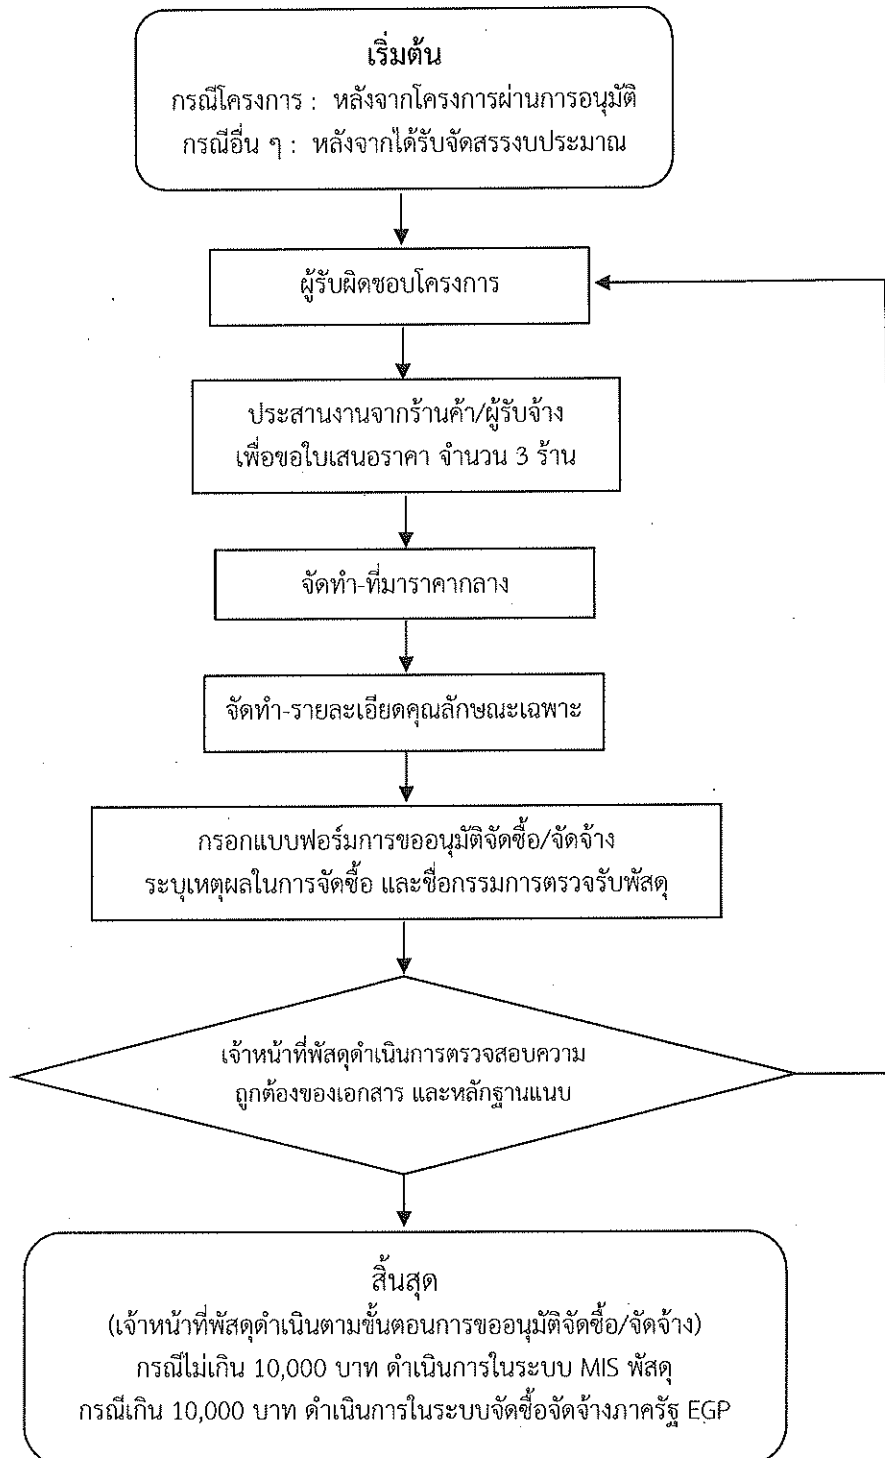 เริ่มต้น
กรณีโครงการ : หลังจากโครงการผ่านการอนุมัติ
กรณีอื่น ๆ : หลังจากได้รับจัดสรรงบประมาณ
ผู้รับผิดชอบโครงการ
ประสานงานจากร้านค้า/ผู้รับจ้าง
เพื่อขอใบเสนอราคา จำนวน 3 ร้าน
จัดทำ-ที่มาราคากลาง
จัดทำ-รายละเอียดคุณลักษณะเฉพาะ
กรอกแบบฟอร์มการขออนุมัติจัดซื้อ/จัดจ้าง
ระบุเหตุผลในการจัดซื้อ และชื่อกรรมการตรวจรับพัสดุ
เจ้าหน้าที่พัสดุดำเนินการตรวจสอบความ
ถูกต้องของเอกสาร และหลักฐานแนบ
สิ้นสุด
(เจ้าหน้าที่พัสดุดำเนินตามขั้นตอนการขออนุมัติจัดซื้อ/จัดจ้าง)
กรณีไม่เกิน 10,000 บาท ดำเนินการในระบบ MIS พัสดุ
กรณีเกิน 10,000 บาท ดำเนินการในระบบจัดซื้อจัดจ้างภาครัฐ EGP